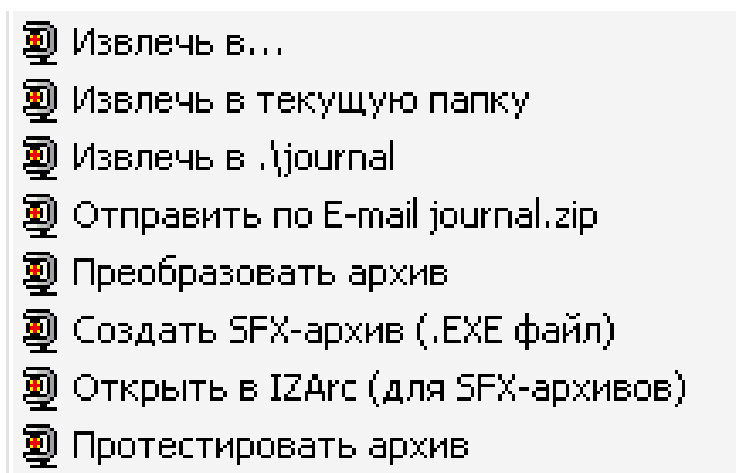 Извлечь в...
Извлечь в текущую папку
Извлечь в .\journal
Отправить по E-mail journal.zip
Преобразовать архив
Создать SFX-архив (.EXE файл)
Открыть в IZArc (для SFX-архивов)
Протестировать архив